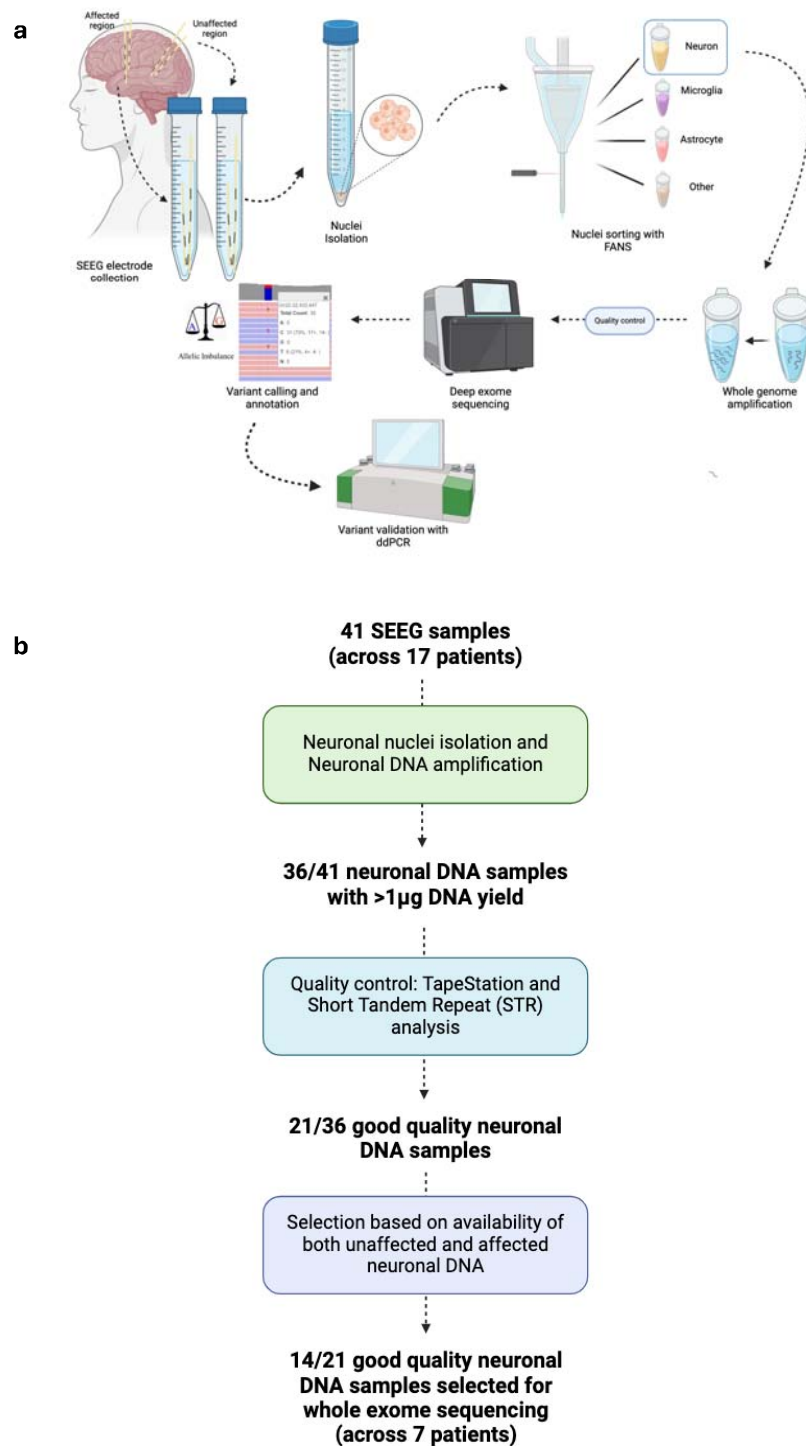 a
Affected
region
Unaffected
region
SEEG electrode
collection
Nuclei
Isolation
Nuclei sorting with
FANS
Neuron
Microglia
Astrocyte
Other
Whole genome
amplification
Quality control
Deep exome
sequencing
Total Count:
Variant calling and
annotation
Allelic Imbalance
Variant validation with
ddPCR
b
41 SEEG samples
(across 17 patients)
Neuronal nuclei isolation and
Neuronal DNA amplification
36/41 neuronal DNA samples
with >1µg DNA yield
Quality control: TapeStation and
Short Tandem Repeat (STR)
analysis
21/36 good quality neuronal
DNA samples
Selection based on availability of
both unaffected and affected
neuronal DNA
14/21 good quality neuronal
DNA samples selected for
whole exome sequencing
(across 7 patients)